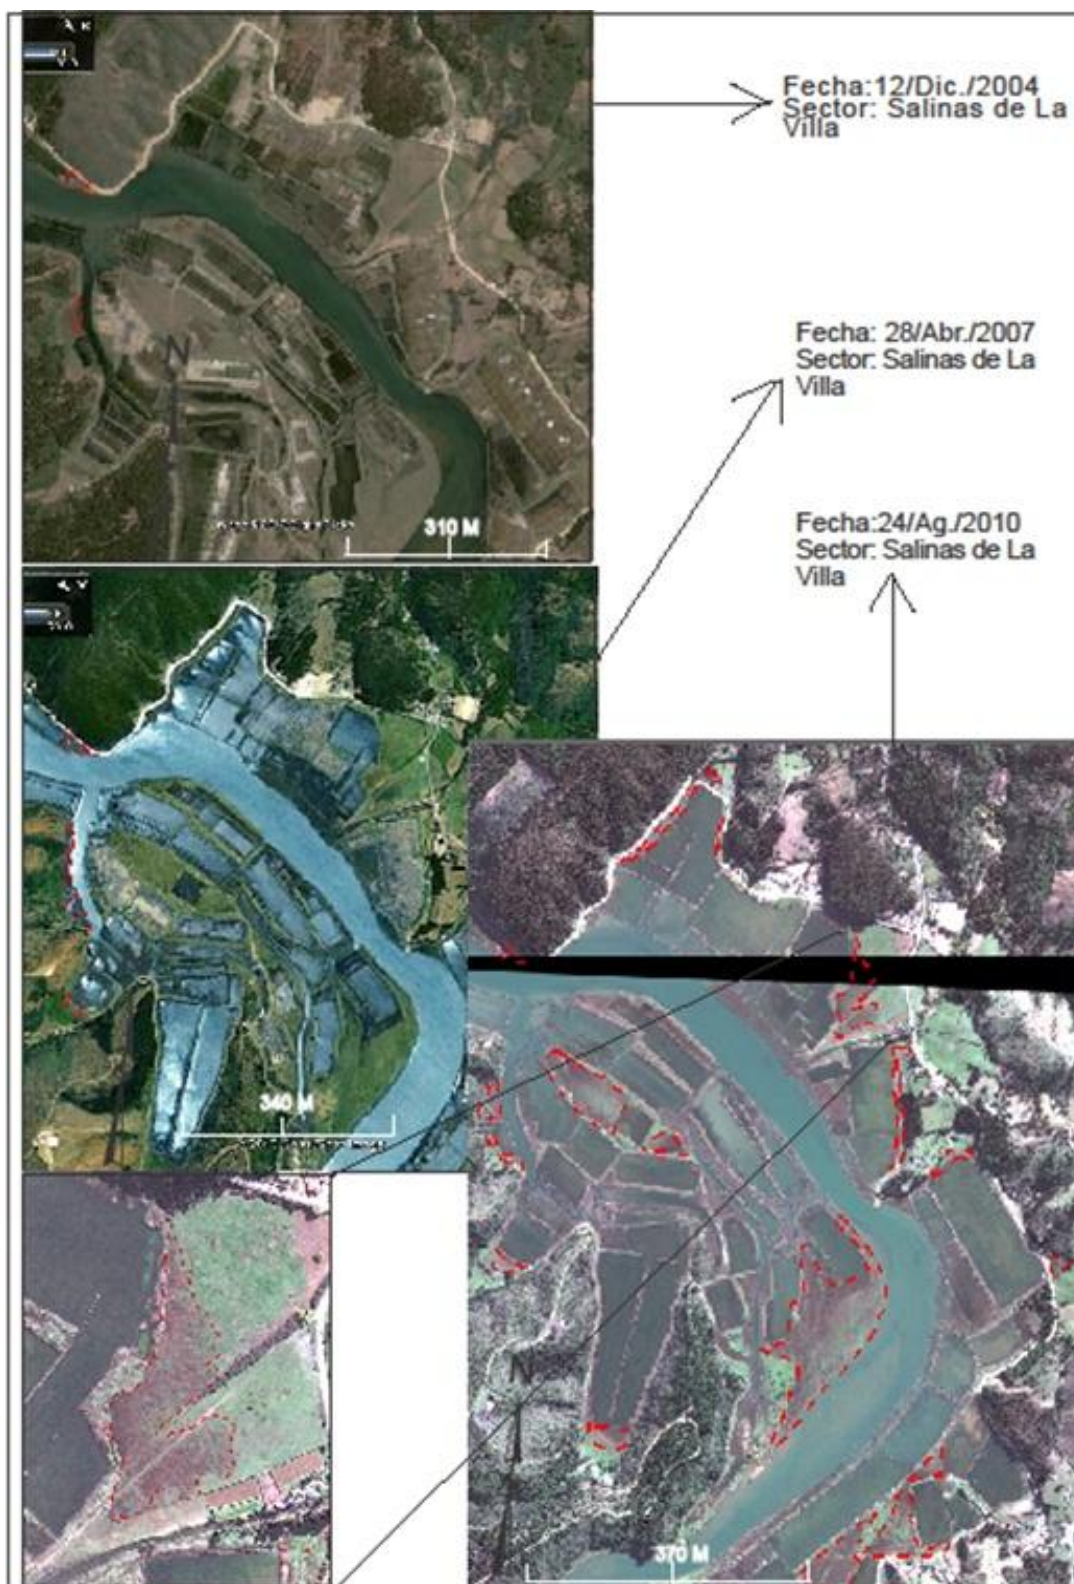 Fecha:12/Dic./2004
Sector: Salinas de La
Villa
Fecha: 28/Abr./2007
Sector: Salinas de La
Villa
Fecha:24/Ag./2010
Sector: Salinas de La
Villa
N
310 M
340 M
N
370 M